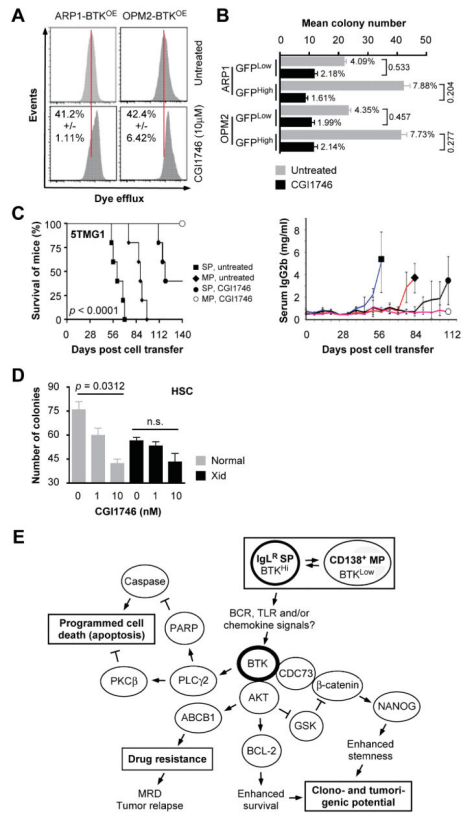 A
ARP1-BTK^OE OPM2-BTK^OE
Events
Untreated
41.2%
+/-
1.11%
42.4%
+/-
6.42%
CGI1746 (10μM)
Dye efflux
B
Mean colony number
0 10 20 30 40 50
ARP1
GFP^Low
4.09%
2.18%
0.533
GFP^High
7.88%
1.61%
0.204
OPM2
GFP^Low
4.35%
1.99%
0.457
GFP^High
7.73%
2.14%
0.277
Untreated
CGI1746
C
Survival of mice (%)
100
80
60
40
20
0
5TMG1
p < 0.0001
0 28 56 84 112 140
Days post cell transfer
SP, untreated
MP, untreated
SP, CGI1746
MP, CGI1746
Serum IgG2b (mg/ml)
8
6
4
2
0
0 28 56 84 112
Days post cell transfer
D
Number of colonies
90
75
60
45
30
p = 0.0312
HSC
n.s.
0 1 10 0 1 10
CGI1746 (nM)
Normal
Xid
E
IgL^R SP
BTK^Hi
CD138^+ MP
BTK^Low
BCR, TLR and/or
chemokine signals?
Caspase
Programmed cell
death (apoptosis)
PARP
PKCβ
PLCγ2
BTK
CDC73
β-catenin
AKT
GSK
NANOG
ABCB1
BCL-2
Enhanced
stemness
Drug resistance
MRD
Tumor relapse
Enhanced
survival
Clono- and tumori-
genic potential